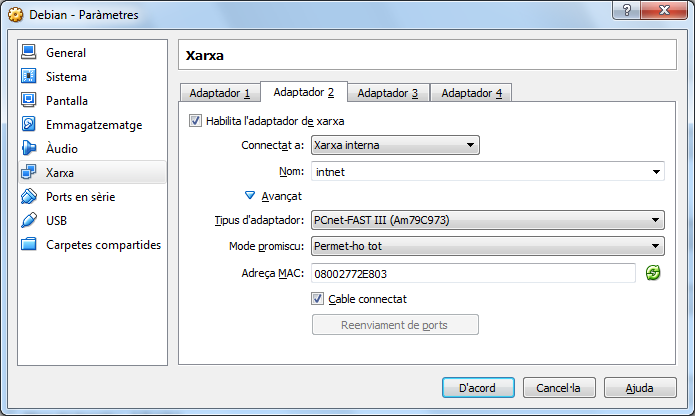 Debian - Paràmetres
General
Sistema
Pantalla
Emmagatzematge
Àudio
Xarxa
Ports en sèrie
USB
Carpetes compartides
Xarxa
Adaptador 1 Adaptador 2 Adaptador 3 Adaptador 4
Habilita l'adaptador de xarxa
Connectat a: Xarxa interna
Nom: intnet
Avançat
Tipus d'adaptador: PCnet-FAST III (Am79C973)
Mode promiscu: Permet-ho tot
Adreça MAC: 08002772E803
Cable connectat
Reenviament de ports
D'acord Cancel·la Ajuda